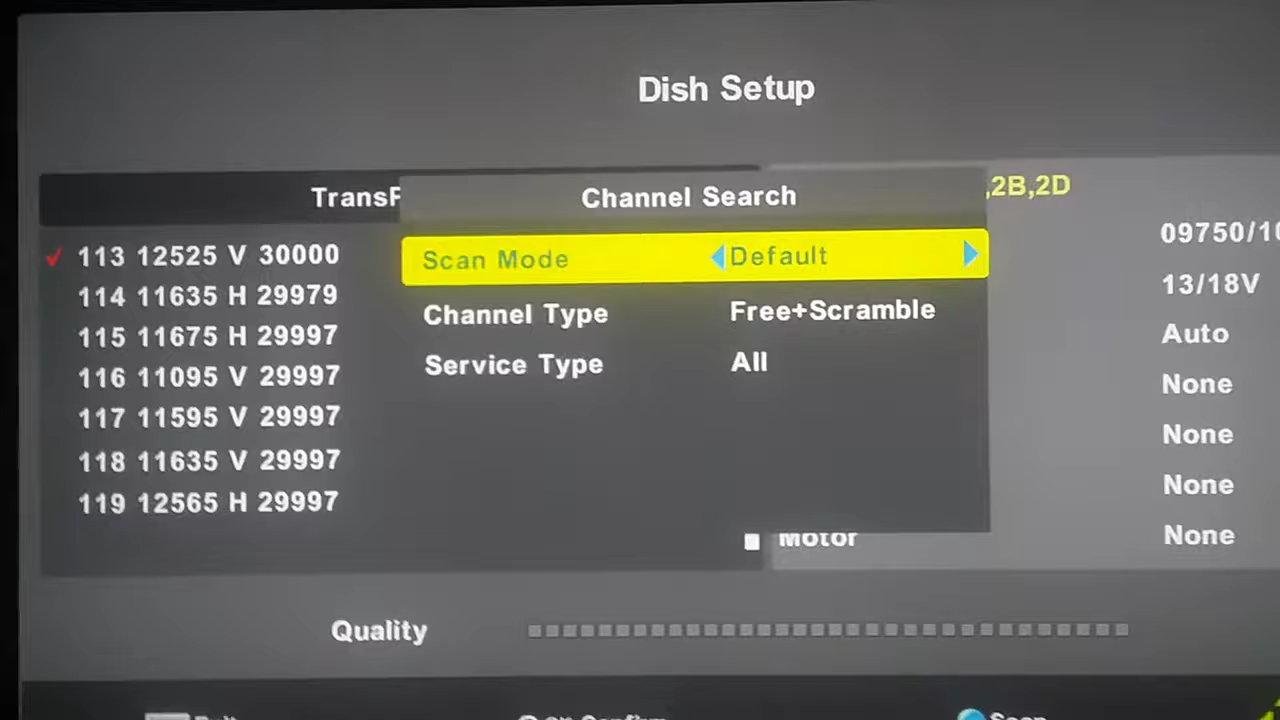 Dish Setup
TransP
Channel Search
,2B,2D
113 12525 V 30000
114 11635 H 29979
115 11675 H 29997
116 11095 V 29997
117 11595 V 29997
118 11635 V 29997
119 12565 H 29997
Scan Mode Default
Channel Type Free+Scramble
Service Type All
09750/10
13/18V
Auto
None
None
None
Motor None
Quality
Scan